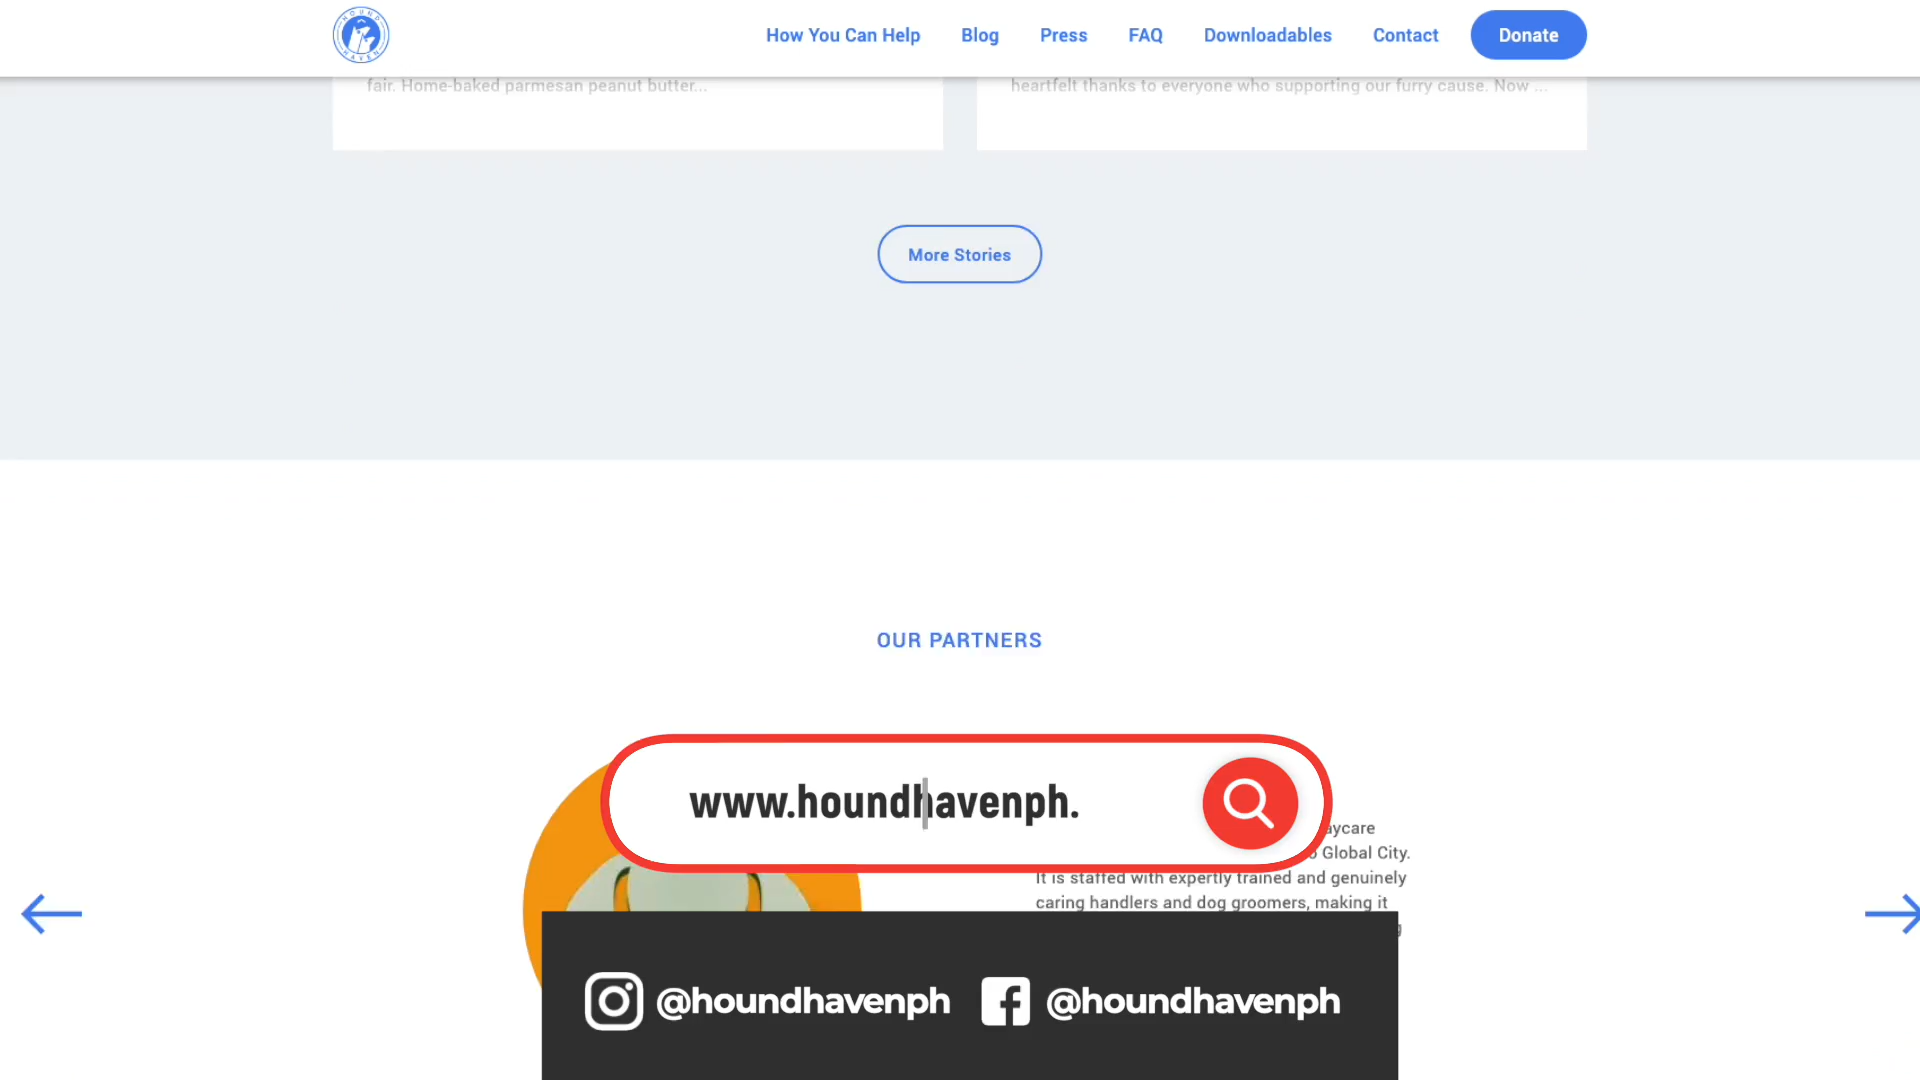 HOUND HAVEN
How You Can Help
Blog
Press
FAQ
Downloadables
Contact
Donate
fair. Home-baked parmesan peanut butter...
heartfelt thanks to everyone who supporting our furry cause. Now ...
More Stories
OUR PARTNERS
www.houndhavenph.
Global City.
It is staffed with expertly trained and genuinely
caring handlers and dog groomers, making it
@houndhavenph
@houndhavenph